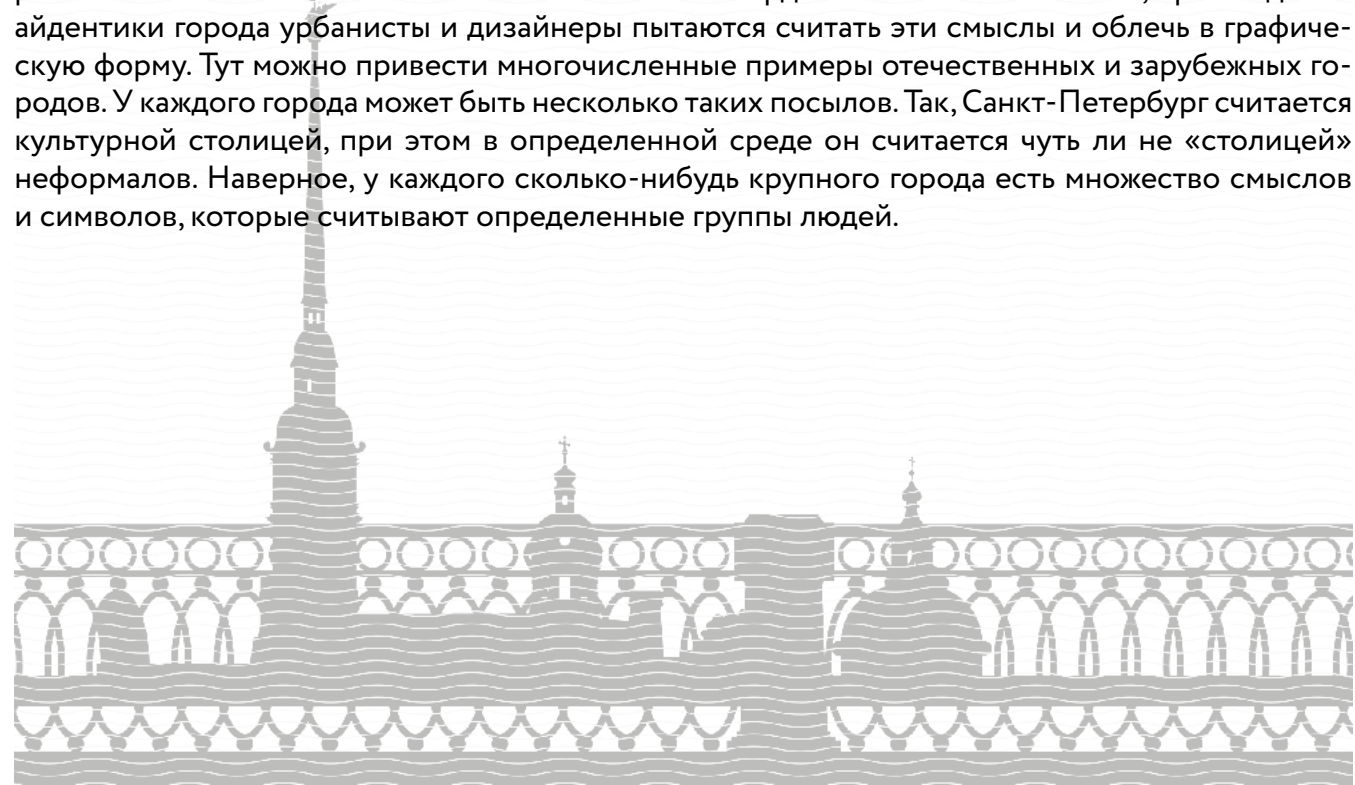 айдентики города урбанисты и дизайнеры пытаются считать эти смыслы и облечь в графиче-
скую форму. Тут можно привести многочисленные примеры отечественных и зарубежных го-
родов. У каждого города может быть несколько таких посылов. Так, Санкт-Петербург считается
культурной столицей, при этом в определенной среде он считается чуть ли не «столицей»
неформалов. Наверное, у каждого сколько-нибудь крупного города есть множество смыслов
и символов, которые считывают определенные группы людей.